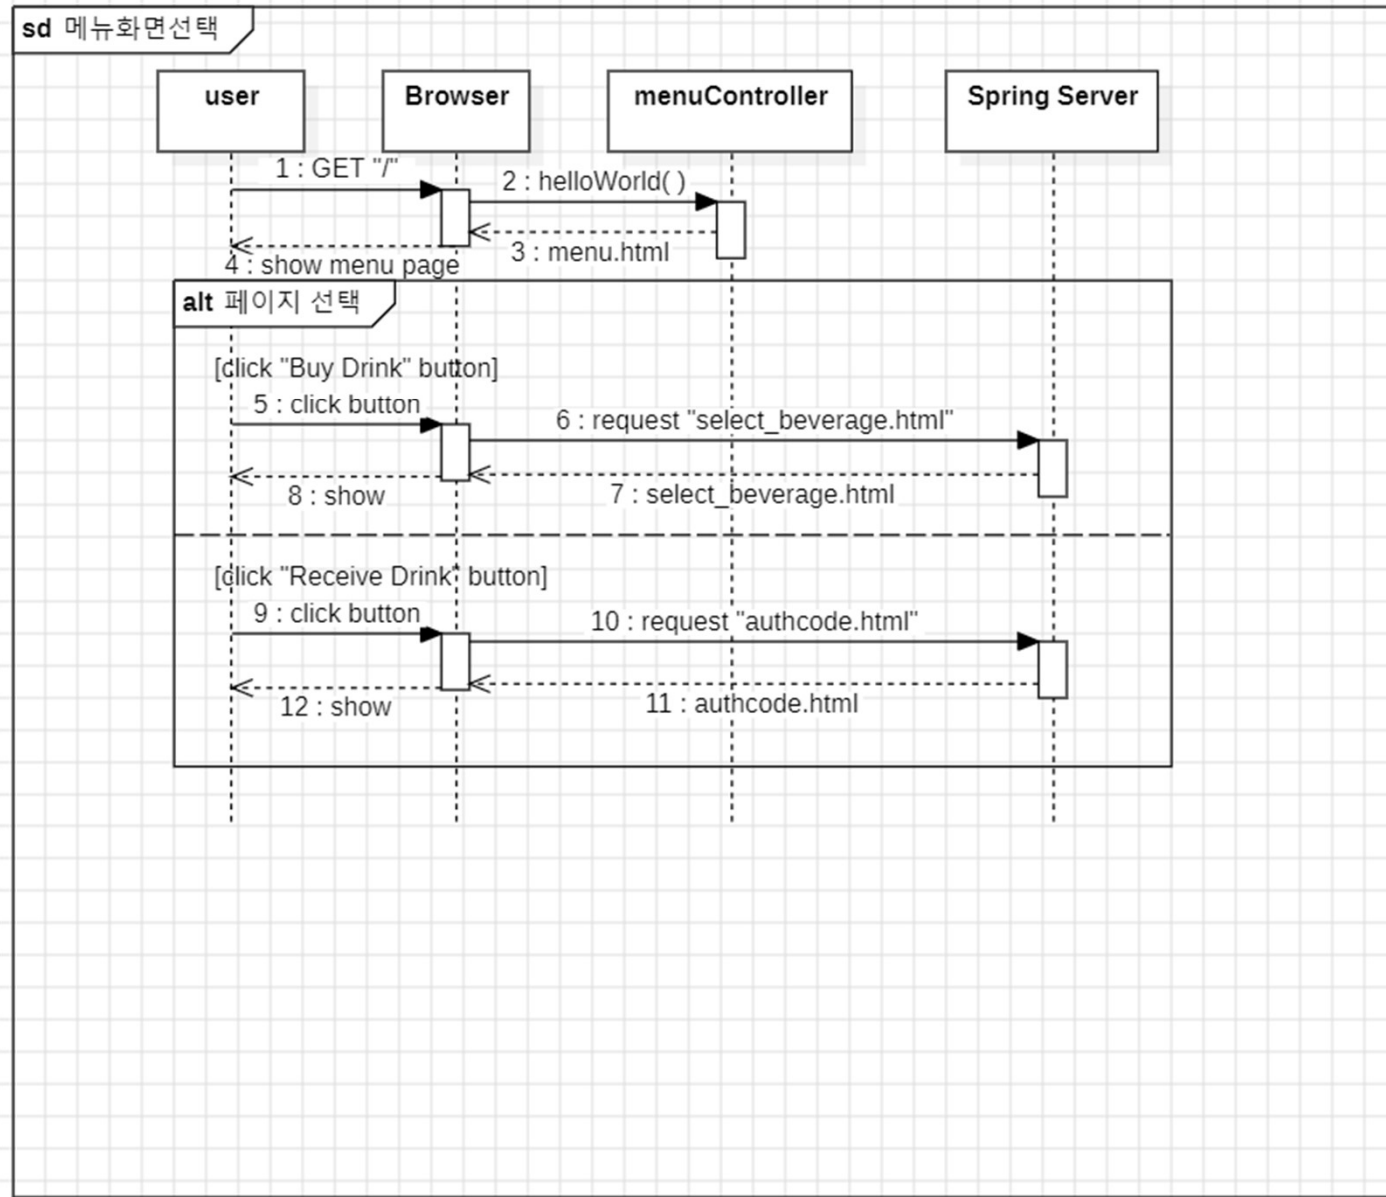 sd 메뉴화면선택
user
Browser
menuController
Spring Server
1 : GET "/"
2 : helloWorld( )
3 : menu.html
4 : show menu page
alt 페이지 선택
[click "Buy Drink" button]
5 : click button
6 : request "select_beverage.html"
7 : select_beverage.html
8 : show
[click "Receive Drink" button]
9 : click button
10 : request "authcode.html"
11 : authcode.html
12 : show